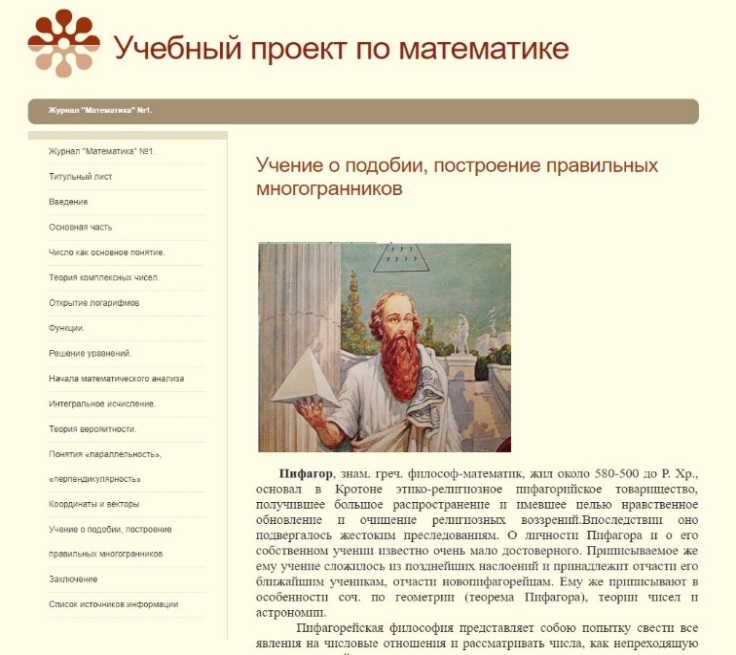 Учебный проект по математике
Журнал "Математика" №1.
Журнал "Математика" №1.
Титульный лист
Введение
Основная часть
Число как основное понятие.
Теория комплексных чисел.
Открытие логарифмов
Функции.
Решение уравнений.
Начала математического анализа
Интегральное исчисление.
Теория вероятности.
Понятия «параллельность»,
«перпендикулярность»
Координаты и векторы
Учение о подобии, построение
правильных многогранников
Заключение
Список источников информации
Учение о подобии, построение правильных
многогранников
Пифагор, знам. греч. философ-математик, жил около 580-500 до Р. Хр.,
основал в Кротоне этико-религиозное пифагорийское товарищество,
получившее большое распространение и имевшее целью нравственное
обновление и очищение религиозных воззрений.Впоследствии оно
подвергалось жестоким преследованиям. О личности Пифагора и о его
собственном учении известно очень мало достоверного. Приписываемое же
ему учение сложилось из позднейших наслоений и принадлежит отчасти его
ближайшим ученикам, отчасти новопифагорейцам. Ему же приписывают в
особенности соч. по геометрии (теорема Пифагора), теории чисел и
астрономии.
Пифагорейская философия представляет собою попытку свести все
явления на числовые отношения и рассматривать числа, как непреходящую